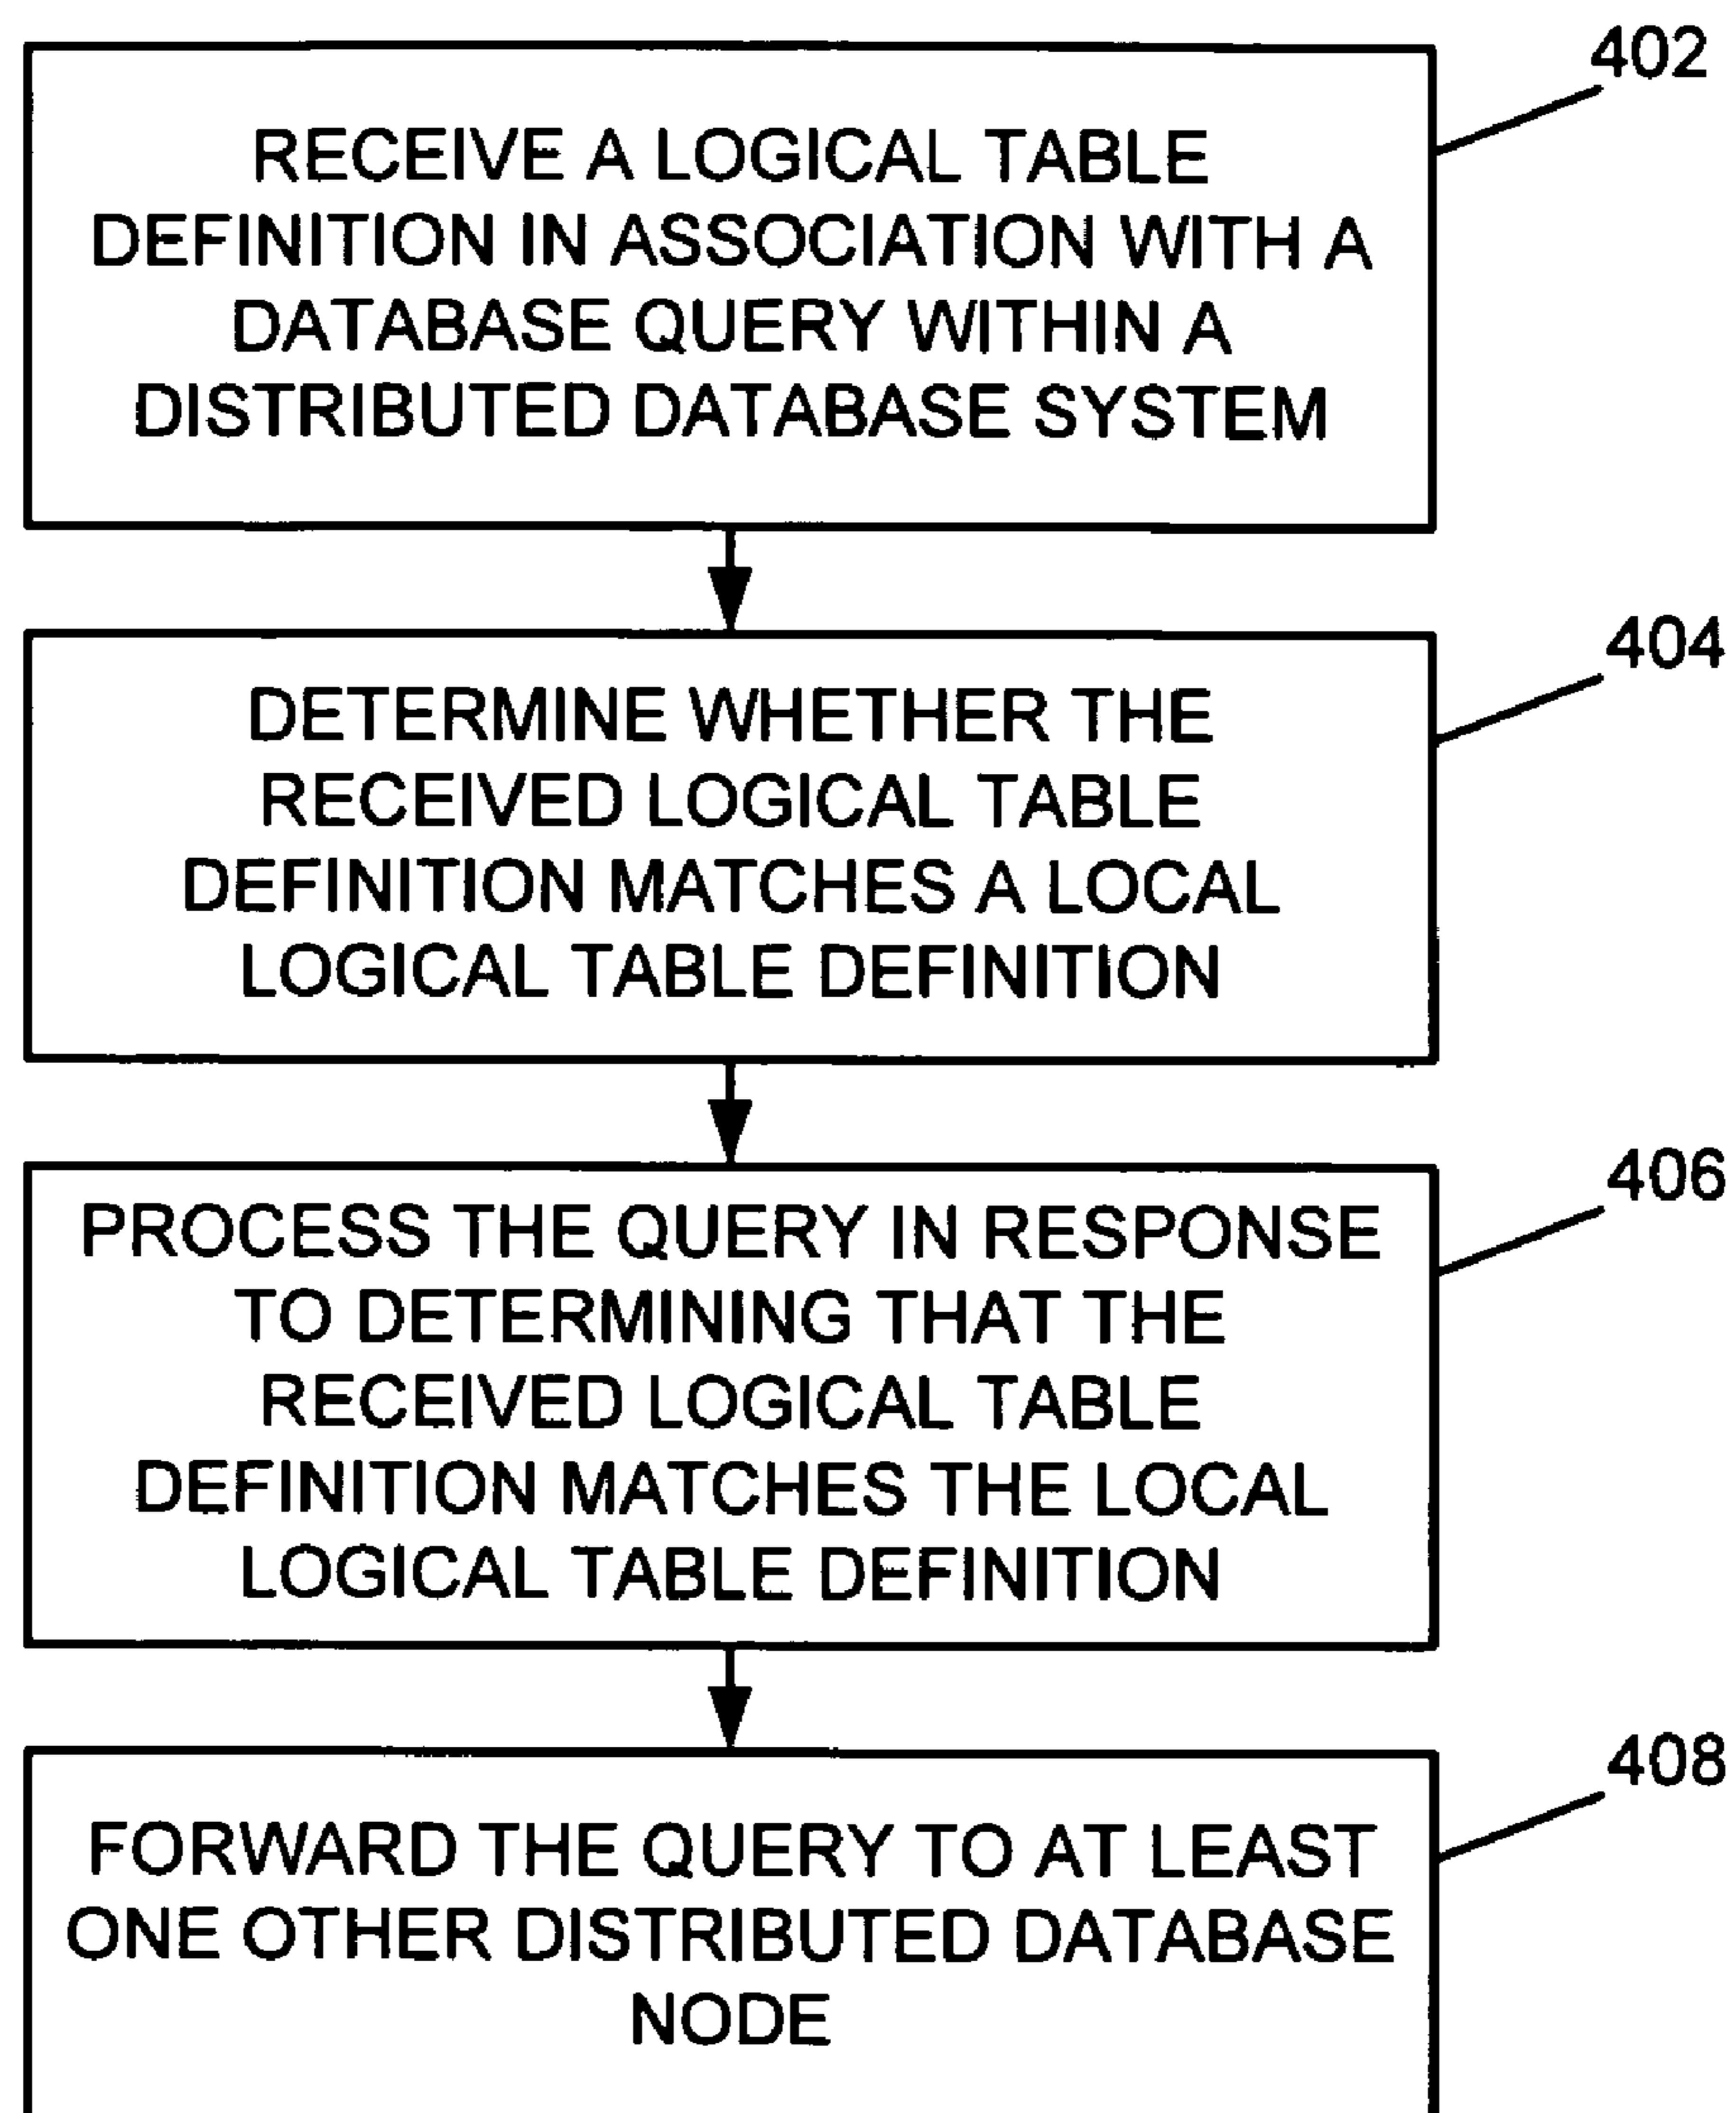 402
RECEIVE A LOGICAL TABLE
DEFINITION IN ASSOCIATION WITH A
DATABASE QUERY WITHIN A
DISTRIBUTED DATABASE SYSTEM
404
DETERMINE WHETHER THE
RECEIVED LOGICAL TABLE
DEFINITION MATCHES A LOCAL
LOGICAL TABLE DEFINITION
406
PROCESS THE QUERY IN RESPONSE
TO DETERMINING THAT THE
RECEIVED LOGICAL TABLE
DEFINITION MATCHES THE LOCAL
LOGICAL TABLE DEFINITION
408
FORWARD THE QUERY TO AT LEAST
ONE OTHER DISTRIBUTED DATABASE
NODE